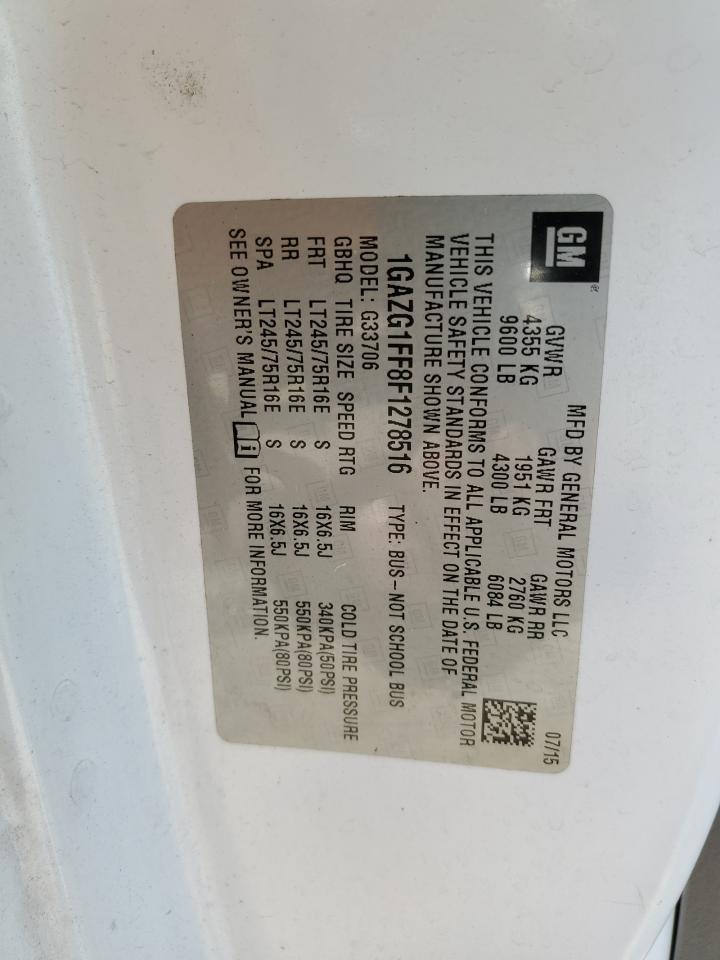 GM®
MFD BY GENERAL MOTORS LLC 07/15
GVWR GAWR FRT GAWR RR
4355 KG 1951 KG 2760 KG
9600 LB 4300 LB 6084 LB
THIS VEHICLE CONFORMS TO ALL APPLICABLE U.S. FEDERAL MOTOR
VEHICLE SAFETY STANDARDS IN EFFECT ON THE DATE OF
MANUFACTURE SHOWN ABOVE.
1GAZG1FF8F1278516 TYPE: BUS–NOT SCHOOL BUS
MODEL: G33706
GBHQ TIRE SIZE SPEED RTG RIM COLD TIRE PRESSURE
FRT LT245/75R16E S 16X6.5J 340KPA(50PSI)
RR LT245/75R16E S 16X6.5J 550KPA(80PSI)
SPA LT245/75R16E S 16X6.5J 550KPA(80PSI)
SEE OWNER'S MANUAL i FOR MORE INFORMATION.